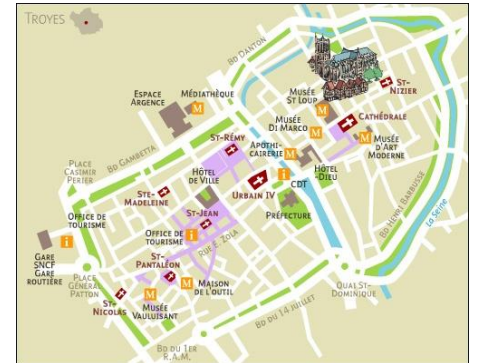 TROYES
BD DANTON
ESPACE
ARGENCE
MÉDIATHÈQUE
M
MUSÉE
ST LOUP
M
ST-
NIZIER
MUSÉE
DI MARCO
M
CATHÉDRALE
ST-RÉMY
APOTHI-
CAIRERIE
M
M
MUSÉE
D'ART
MODERNE
BD GAMBETTA
PLACE
CASIMIR
PERIER
HÔTEL
DE VILLE
HÔTEL-
DIEU
i
CDT
URBAIN IV
STE-
MADELEINE
PRÉFECTURE
BD HENRI BARBUSSE
La Seine
OFFICE DE
TOURISME
i
ST-JEAN
OFFICE DE
TOURISME
i
RUE E. ZOLA
GARE
SNCF
GARE
ROUTIÈRE
PLACE
GÉNÉRAL
PATTON
ST-
PANTALÉON
M
MAISON
DE L'OUTIL
QUAI ST-
DOMINIQUE
ST-
NICOLAS
M
MUSÉE
VAULUISANT
BD DU 14 JUILLET
BD DU 1ER
R.A.M.